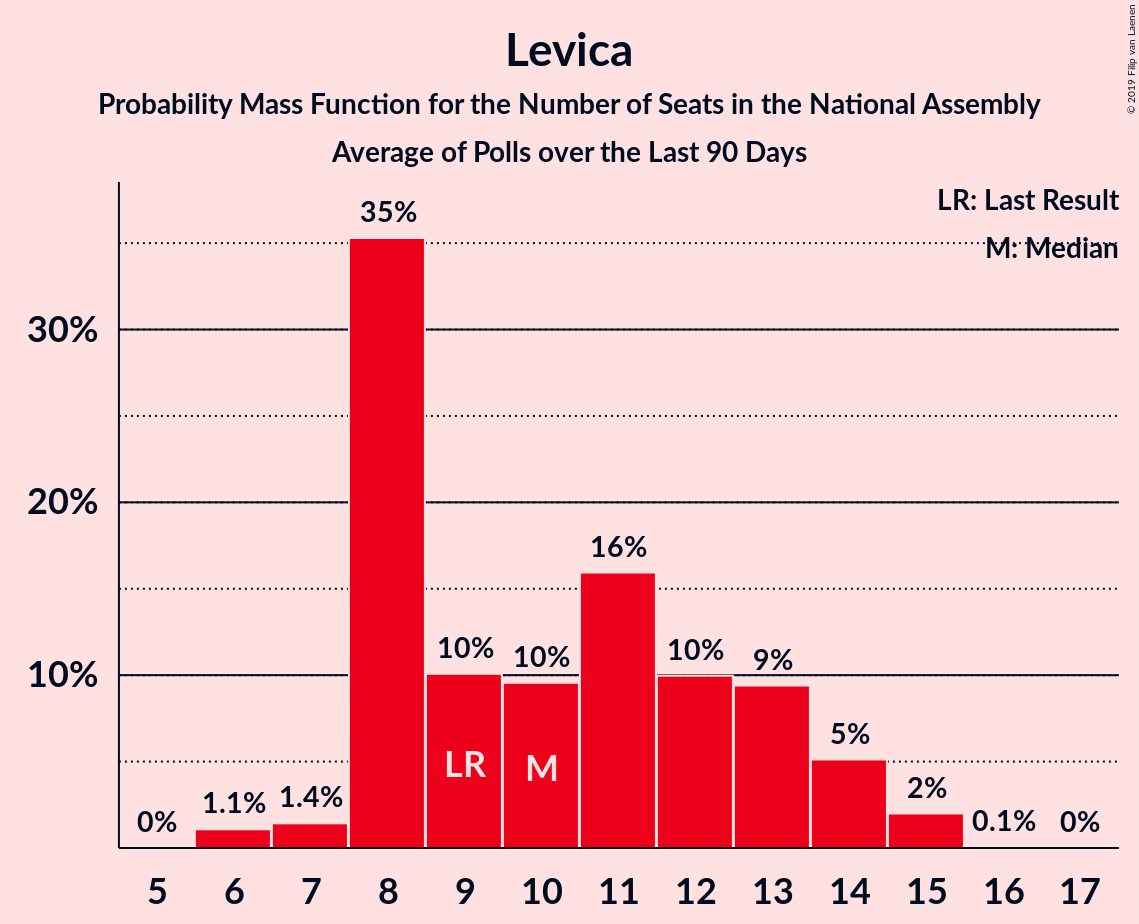 Levica
Probability Mass Function for the Number of Seats in the National Assembly
Average of Polls over the Last 90 Days
© 2019 Filip van Laenen
LR: Last Result
M: Median
35%
30%
20%
16%
10%
10%
10%
10%
9%
LR
M
5%
2%
1.4%
1.1%
0%
0.1%
0%
5 6 7 8 9 10 11 12 13 14 15 16 17